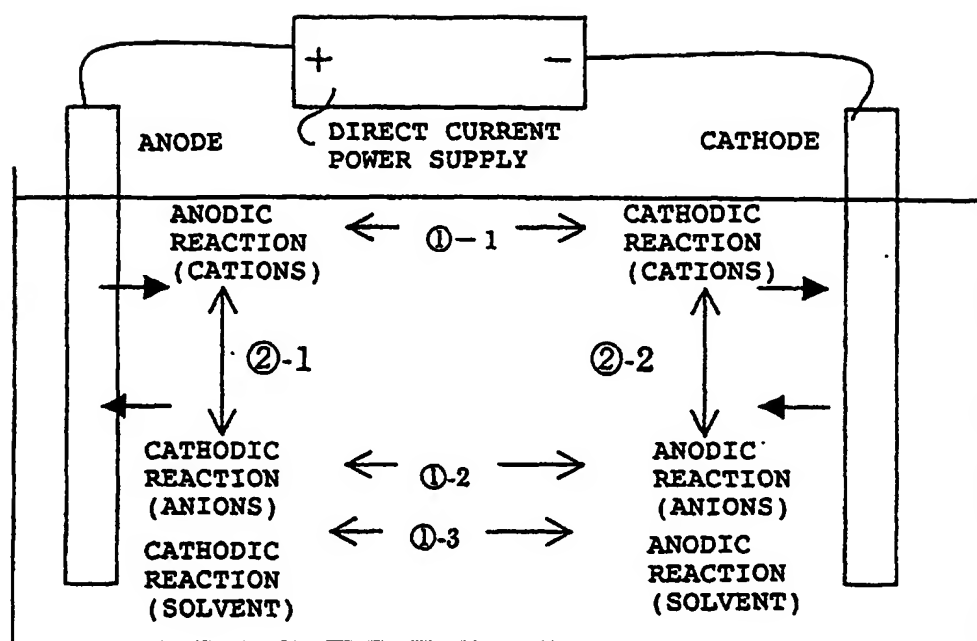 + −
ANODE
DIRECT CURRENT
POWER SUPPLY
CATHODE
ANODIC
REACTION
(CATIONS)
①-1
CATHODIC
REACTION
(CATIONS)
②-1
②-2
CATHODIC
REACTION
(ANIONS)
①-2
ANODIC
REACTION
(ANIONS)
①-3
CATHODIC
REACTION
(SOLVENT)
ANODIC
REACTION
(SOLVENT)